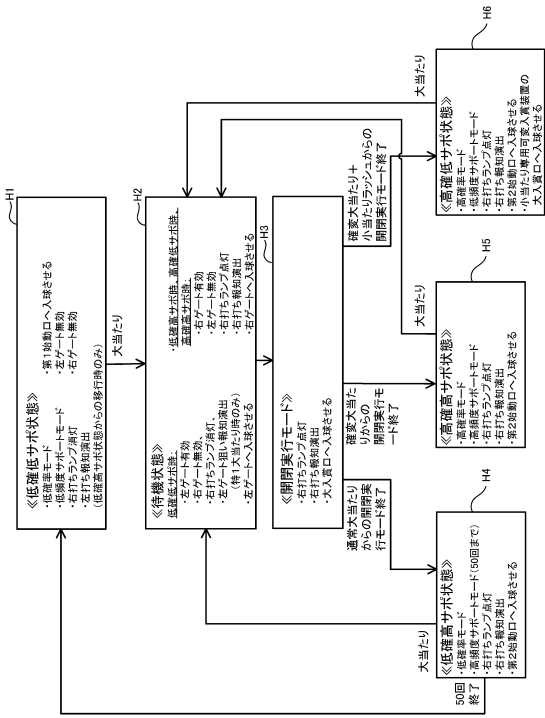 H1
≪低確低サポ状態≫
・低確率モード
・低頻度サポートモード
・右打ちランプ消灯
・左打ち報知演出
(低確高サポ状態からの移行時のみ)
・第1始動口へ入球させる
・左ゲート無効
・右ゲート無効
大当たり
H2
≪待機状態≫
低確低サポ時:
・左ゲート有効
・右ゲート無効、
・右打ちランプ消灯、
・左ゲート狙い報知演出
(特1大当たり時のみ)
・左ゲートへ入球させる
・低確高サポ時、高確低サポ時、
高確高サポ時:
・右ゲート有効
・左ゲート無効
・右打ちランプ点灯
・右打ち報知演出
・右ゲートへ入球させる
H3
≪開閉実行モード≫
・右打ちランプ点灯
・右打ち報知演出
・大入賞口へ入球させる
通常大当たり
からの開閉実
行モード終了
確変大当た
りからの
開閉実行モ
ード終了
確変大当たり+
小当たりラッシュからの
開閉実行モード終了
大当たり
H4
≪低確高サポ状態≫
・低確率モード
・高頻度サポートモード(50回まで)
・右打ちランプ点灯
・右打ち報知演出
・第2始動口へ入球させる
50回
終了
大当たり
H5
≪高確高サポ状態≫
・高確率モード
・高頻度サポートモード
・右打ちランプ点灯
・右打ち報知演出
・第2始動口へ入球させる
大当たり
H6
≪高確低サポ状態≫
・高確率モード
・低頻度サポートモード
・右打ちランプ点灯
・右打ち報知演出
・第2始動口へ入球させる
・小当たり専用可変入賞装置の
大入賞口へ入球させる